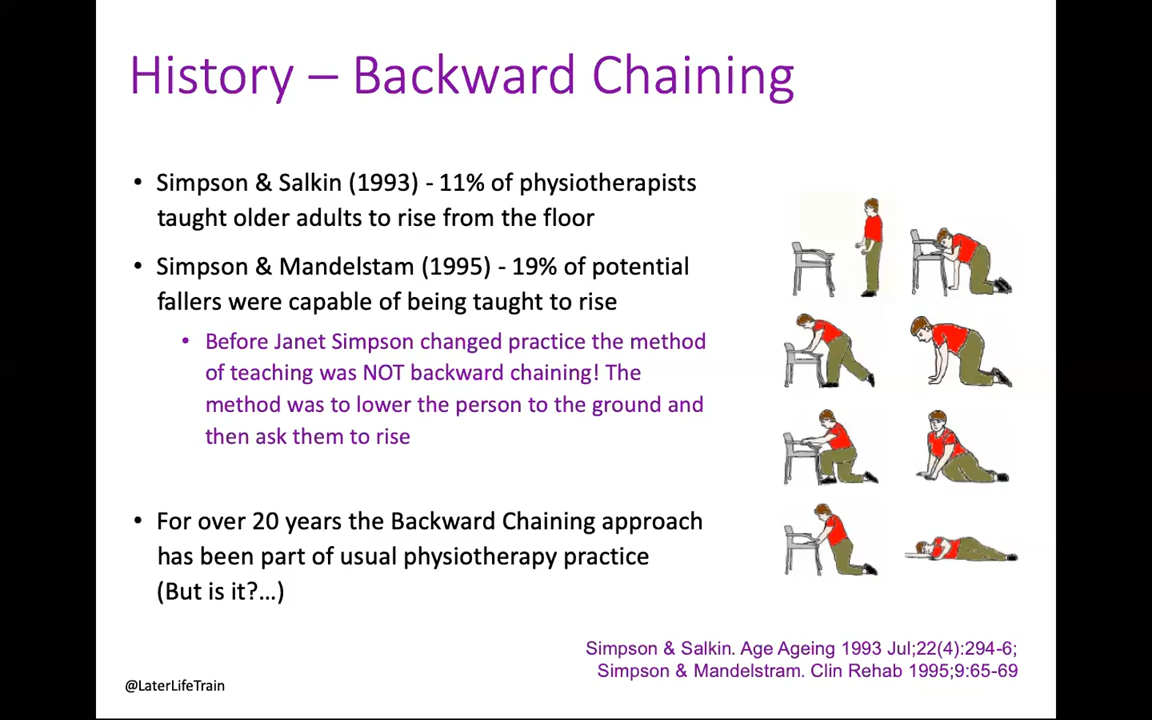 History – Backward Chaining
• Simpson & Salkin (1993) - 11% of physiotherapists
taught older adults to rise from the floor
• Simpson & Mandelstam (1995) - 19% of potential
fallers were capable of being taught to rise
• Before Janet Simpson changed practice the method
of teaching was NOT backward chaining! The
method was to lower the person to the ground and
then ask them to rise
• For over 20 years the Backward Chaining approach
has been part of usual physiotherapy practice
(But is it?...)
Simpson & Salkin. Age Ageing 1993 Jul;22(4):294-6;
Simpson & Mandelstram. Clin Rehab 1995;9:65-69
@LaterLifeTrain